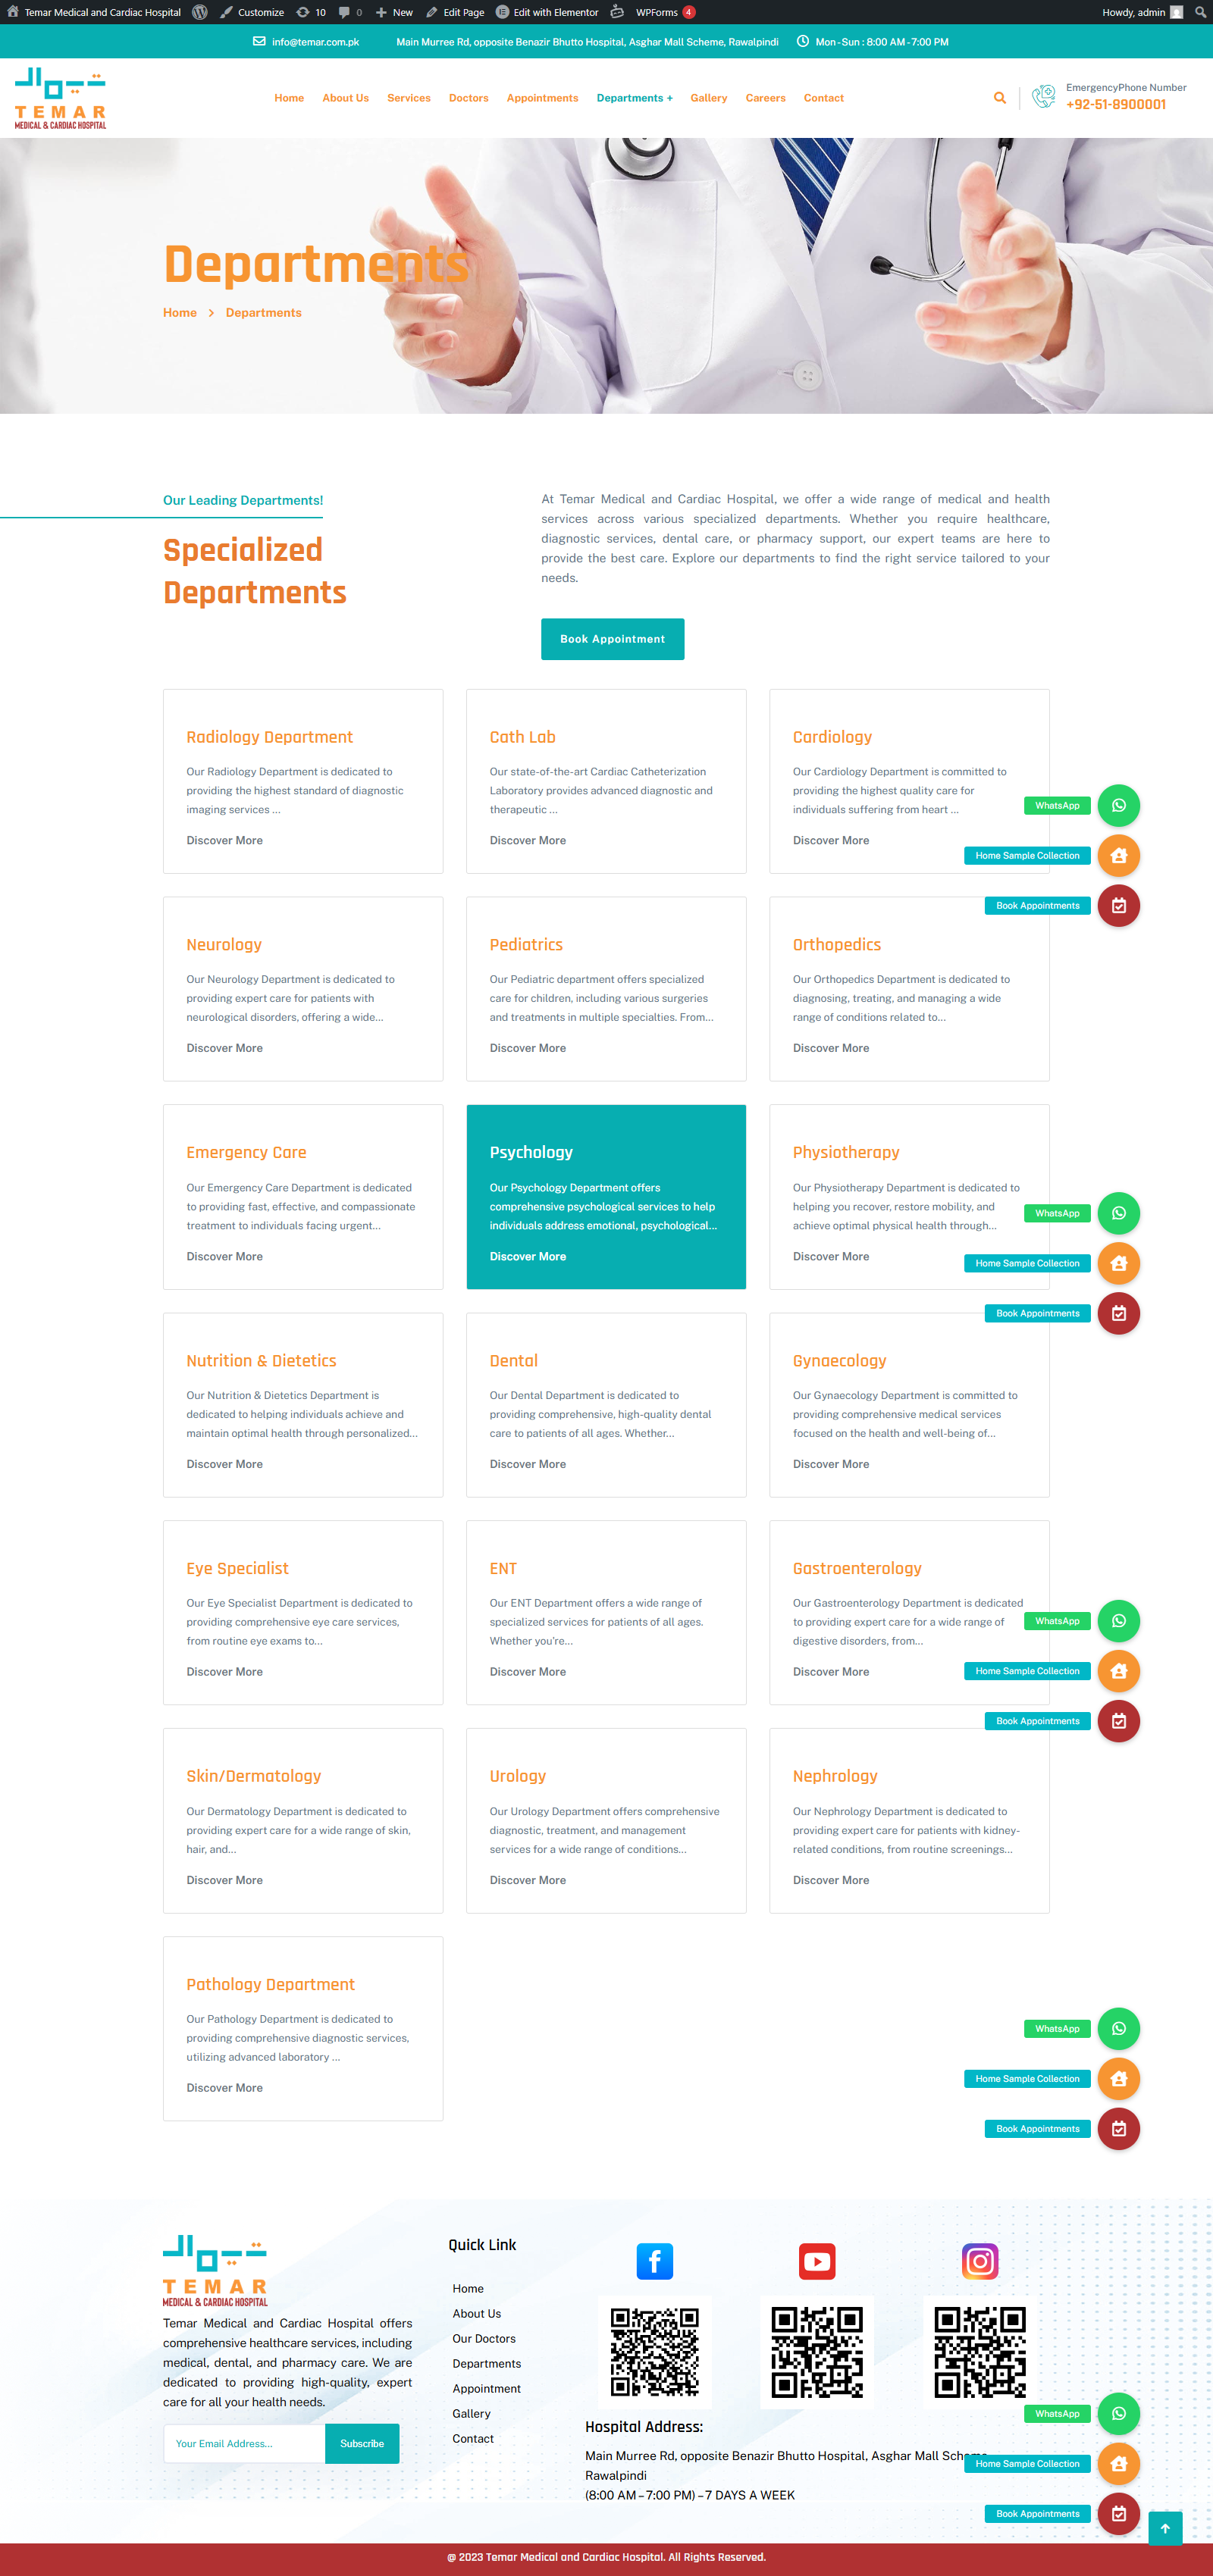 Temar Medical and Cardiac Hospital Customize 10 0 New Edit Page Edit with Elementor WPForms 4 Howdy, admin
info@temar.com.pk Main Murree Rd, opposite Benazir Bhutto Hospital, Asghar Mall Scheme, Rawalpindi Mon - Sun : 8:00 AM - 7:00 PM
TEMAR
MEDICAL & CARDIAC HOSPITAL
Home About Us Services Doctors Appointments Departments + Gallery Careers Contact
EmergencyPhone Number
+92-51-8900001
Departments
Home > Departments
Our Leading Departments!
Specialized
Departments
At Temar Medical and Cardiac Hospital, we offer a wide range of medical and health
services across various specialized departments. Whether you require healthcare,
diagnostic services, dental care, or pharmacy support, our expert teams are here to
provide the best care. Explore our departments to find the right service tailored to your
needs.
Book Appointment
Radiology Department
Our Radiology Department is dedicated to
providing the highest standard of diagnostic
imaging services ...
Discover More
Cath Lab
Our state-of-the-art Cardiac Catheterization
Laboratory provides advanced diagnostic and
therapeutic ...
Discover More
Cardiology
Our Cardiology Department is committed to
providing the highest quality care for
individuals suffering from heart ...
Discover More
WhatsApp
Home Sample Collection
Book Appointments
Neurology
Our Neurology Department is dedicated to
providing expert care for patients with
neurological disorders, offering a wide...
Discover More
Pediatrics
Our Pediatric department offers specialized
care for children, including various surgeries
and treatments in multiple specialties. From...
Discover More
Orthopedics
Our Orthopedics Department is dedicated to
diagnosing, treating, and managing a wide
range of conditions related to...
Discover More
Emergency Care
Our Emergency Care Department is dedicated
to providing fast, effective, and compassionate
treatment to individuals facing urgent...
Discover More
Psychology
Our Psychology Department offers
comprehensive psychological services to help
individuals address emotional, psychological...
Discover More
Physiotherapy
Our Physiotherapy Department is dedicated to
helping you recover, restore mobility, and
achieve optimal physical health through...
Discover More
WhatsApp
Home Sample Collection
Book Appointments
Nutrition & Dietetics
Our Nutrition & Dietetics Department is
dedicated to helping individuals achieve and
maintain optimal health through personalized...
Discover More
Dental
Our Dental Department is dedicated to
providing comprehensive, high-quality dental
care to patients of all ages. Whether...
Discover More
Gynaecology
Our Gynaecology Department is committed to
providing comprehensive medical services
focused on the health and well-being of...
Discover More
Eye Specialist
Our Eye Specialist Department is dedicated to
providing comprehensive eye care services,
from routine eye exams to...
Discover More
ENT
Our ENT Department offers a wide range of
specialized services for patients of all ages.
Whether you're...
Discover More
Gastroenterology
Our Gastroenterology Department is dedicated
to providing expert care for a wide range of
digestive disorders, from...
Discover More
WhatsApp
Home Sample Collection
Book Appointments
Skin/Dermatology
Our Dermatology Department is dedicated to
providing expert care for a wide range of skin,
hair, and...
Discover More
Urology
Our Urology Department offers comprehensive
diagnostic, treatment, and management
services for a wide range of conditions...
Discover More
Nephrology
Our Nephrology Department is dedicated to
providing expert care for patients with kidney-
related conditions, from routine screenings...
Discover More
Pathology Department
Our Pathology Department is dedicated to
providing comprehensive diagnostic services,
utilizing advanced laboratory ...
Discover More
WhatsApp
Home Sample Collection
Book Appointments
TEMAR
MEDICAL & CARDIAC HOSPITAL
Temar Medical and Cardiac Hospital offers
comprehensive healthcare services, including
medical, dental, and pharmacy care. We are
dedicated to providing high-quality, expert
care for all your health needs.
Your Email Address... Subscribe
Quick Link
Home
About Us
Our Doctors
Departments
Appointment
Gallery
Contact
Hospital Address:
Main Murree Rd, opposite Benazir Bhutto Hospital, Asghar Mall Scheme,
Rawalpindi
(8:00 AM – 7:00 PM) – 7 DAYS A WEEK
WhatsApp
Home Sample Collection
Book Appointments
@ 2023 Temar Medical and Cardiac Hospital. All Rights Reserved.